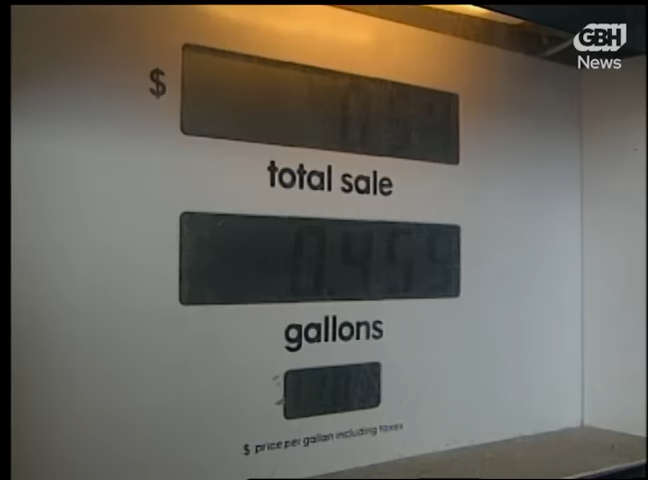 GBH
News
$
total sale
gallons
$ price per gallon including taxes